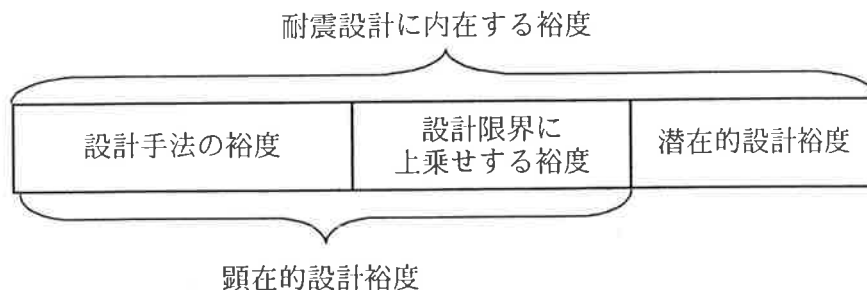 耐震設計に内在する裕度
設計手法の裕度
設計限界に
上乗せする裕度
潜在的設計裕度
顕在的設計裕度